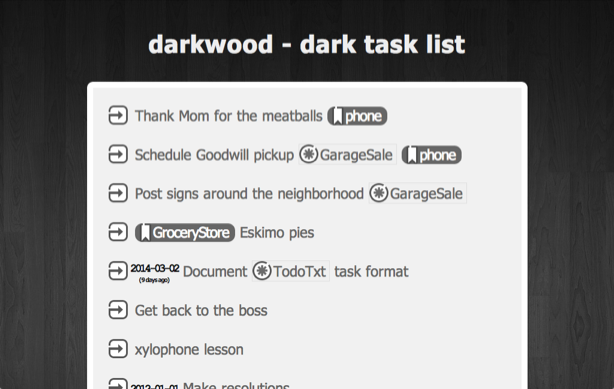 darkwood - dark task list
Thank Mom for the meatballs phone
Schedule Goodwill pickup GarageSale phone
Post signs around the neighborhood GarageSale
GroceryStore Eskimo pies
2014-03-02 Document TodoTxt task format
(9 days ago)
Get back to the boss
xylophone lesson
2012-01-01 Make resolutions